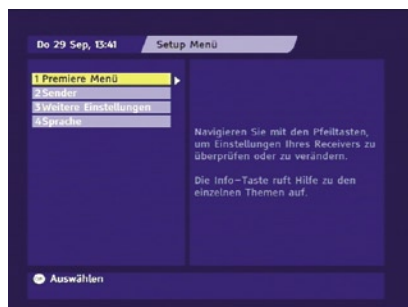 Do 29 Sep, 13:41 Setup Menü
1 Premiere Menü
2 Sender
3 Weitere Einstellungen
4 Sprache
Navigieren Sie mit den Pfeiltasten,
um Einstellungen Ihres Receivers zu
überprüfen oder zu verändern.
Die Info-Taste ruft Hilfe zu den
einzelnen Themen auf.
Auswählen